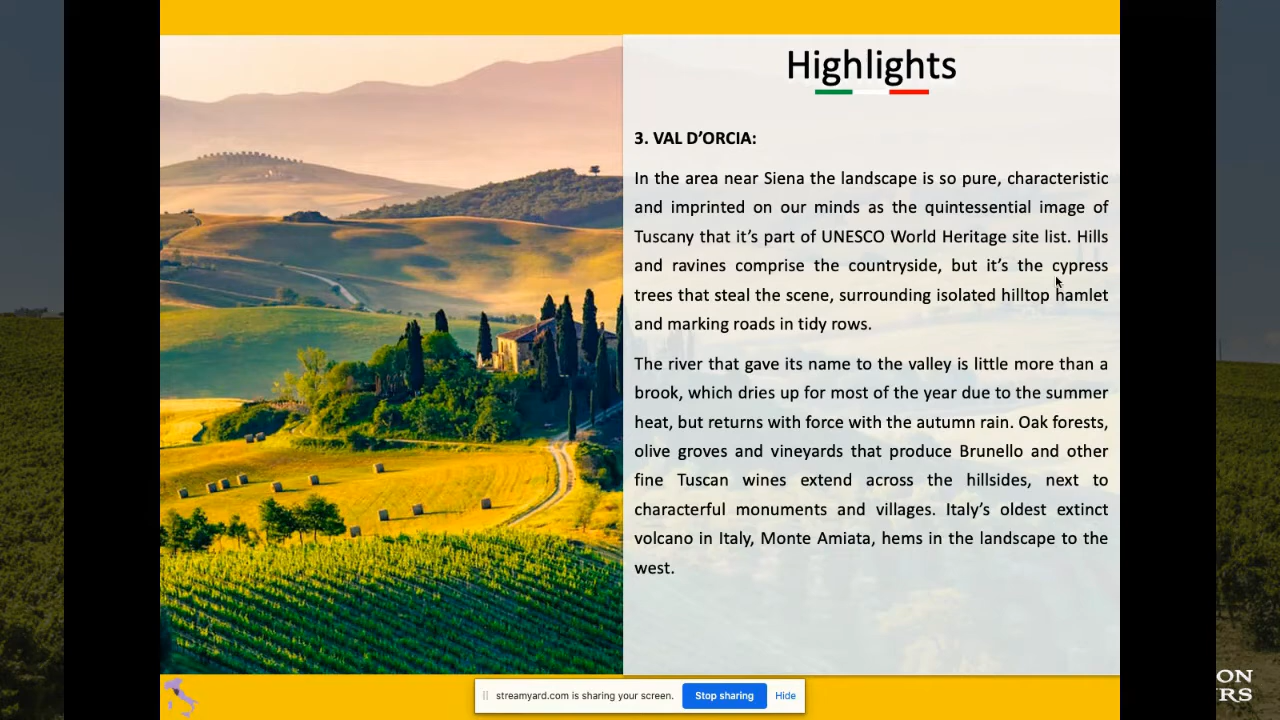 Highlights
3. VAL D’ORCIA:
In the area near Siena the landscape is so pure, characteristic
and imprinted on our minds as the quintessential image of
Tuscany that it’s part of UNESCO World Heritage site list. Hills
and ravines comprise the countryside, but it’s the cypress
trees that steal the scene, surrounding isolated hilltop hamlet
and marking roads in tidy rows.
The river that gave its name to the valley is little more than a
brook, which dries up for most of the year due to the summer
heat, but returns with force with the autumn rain. Oak forests,
olive groves and vineyards that produce Brunello and other
fine Tuscan wines extend across the hillsides, next to
characterful monuments and villages. Italy’s oldest extinct
volcano in Italy, Monte Amiata, hems in the landscape to the
west.
streamyard.com is sharing your screen. Stop sharing Hide
ON
RS